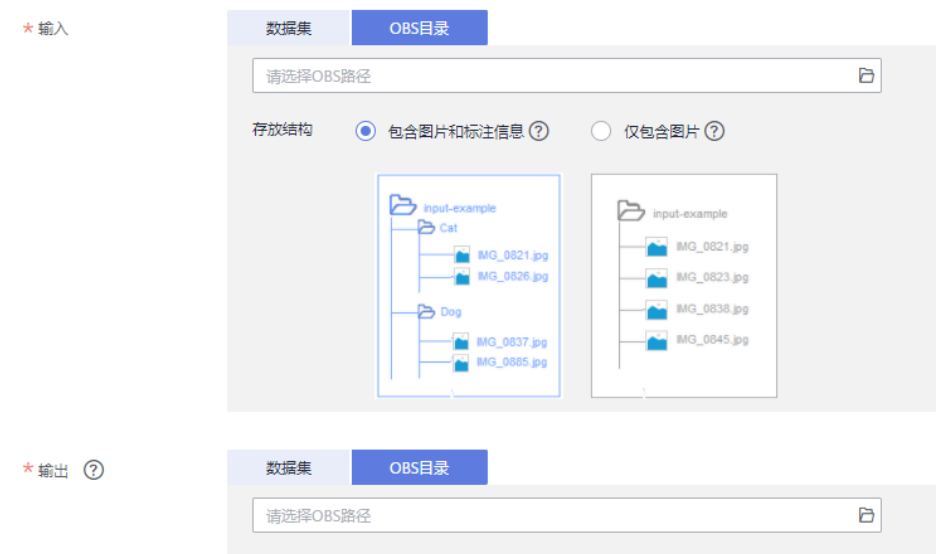 * 输入
数据集 OBS目录
请选择OBS路径
存放结构 包含图片和标注信息 ? 仅包含图片 ?
input-example
Cat
IMG_0821.jpg
IMG_0826.jpg
Dog
IMG_0837.jpg
IMG_0885.jpg
input-example
IMG_0821.jpg
IMG_0823.jpg
IMG_0838.jpg
IMG_0845.jpg
* 输出 ?
数据集 OBS目录
请选择OBS路径